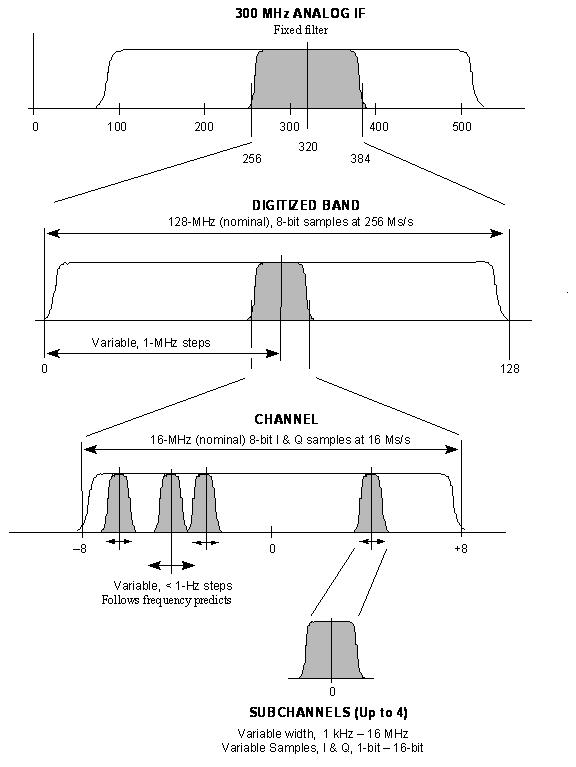 300 MHz ANALOG IF
Fixed filter
0 100 200 300 400 500
256 320 384
DIGITIZED BAND
128-MHz (nominal), 8-bit samples at 256 Ms/s
Variable, 1-MHz steps
0 128
CHANNEL
16-MHz (nominal) 8-bit I & Q samples at 16 Ms/s
–8 0 +8
Variable, < 1-Hz steps
Follows frequency predicts
0
SUBCHANNELS (Up to 4)
Variable width, 1 kHz – 16 MHz
Variable Samples, I & Q, 1-bit – 16-bit